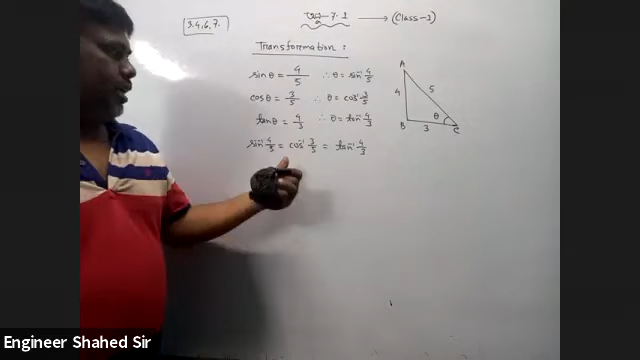 2.4.6.7.
7.1 → (Class-1)
Transformation :
sinθ = 4/5 ∴ θ = sin⁻¹ 4/5
cosθ = 3/5 ∴ θ = cos⁻¹ 3/5
tanθ = 4/3 ∴ θ = tan⁻¹ 4/3
sin⁻¹ 4/5 = cos⁻¹ 3/5 = tan⁻¹ 4/3
A
4 5
θ
B 3 C
Engineer Shahed Sir